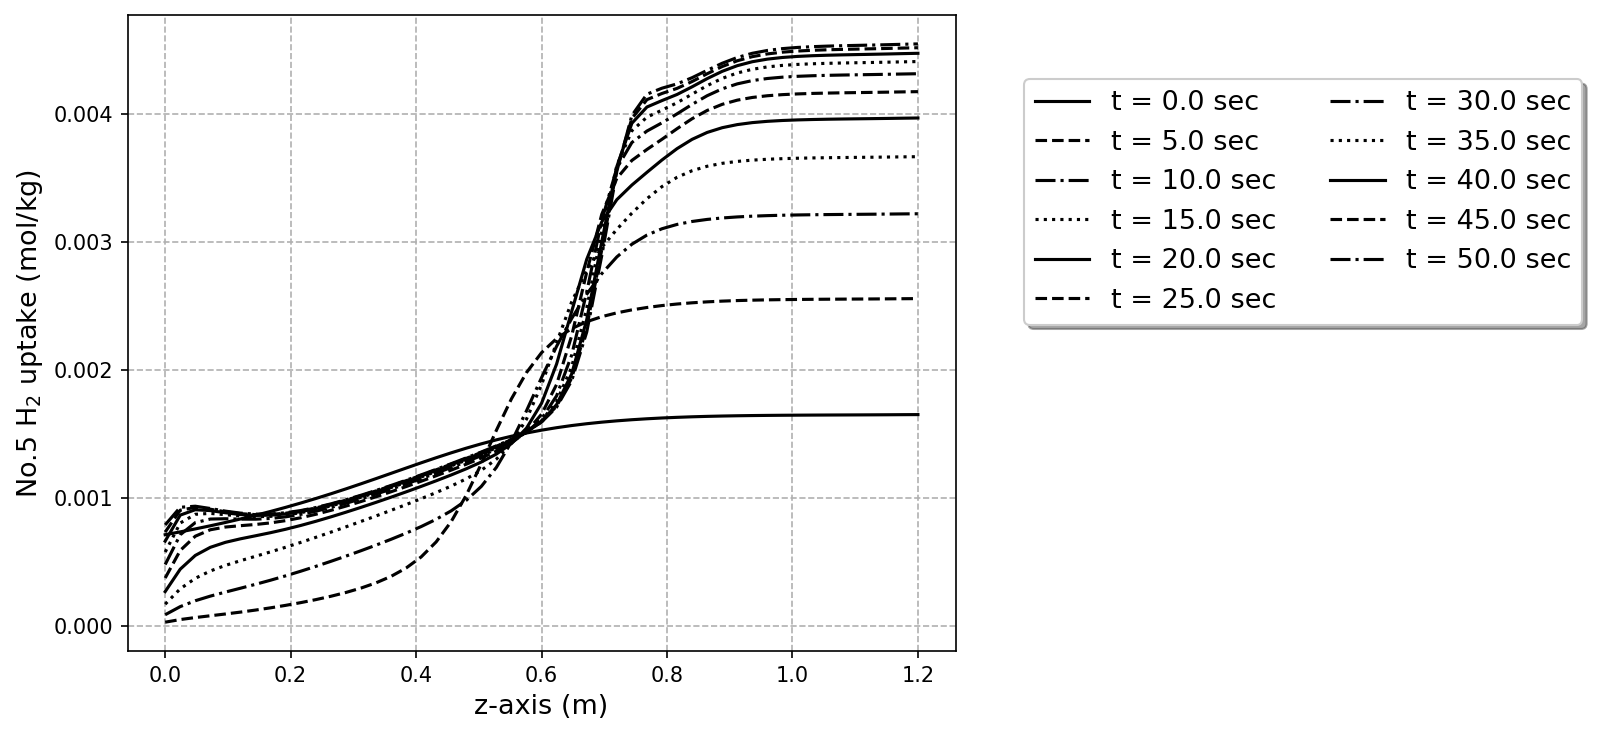 No.5 H₂ uptake (mol/kg)
0.004
0.003
0.002
0.001
0.000
0.0 0.2 0.4 0.6 0.8 1.0 1.2
z-axis (m)
t = 0.0 sec
t = 5.0 sec
t = 10.0 sec
t = 15.0 sec
t = 20.0 sec
t = 25.0 sec
t = 30.0 sec
t = 35.0 sec
t = 40.0 sec
t = 45.0 sec
t = 50.0 sec